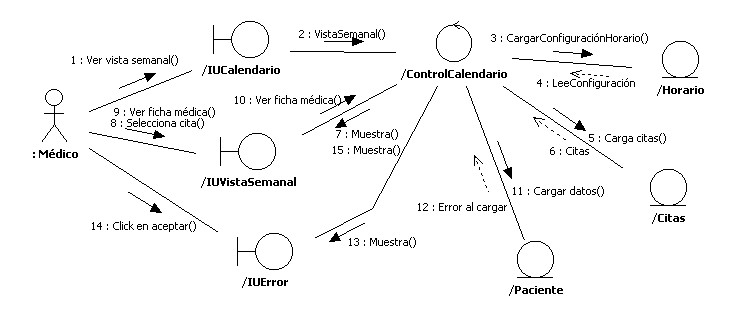 2 : VistaSemanal()
3 : CargarConfiguraciónHorario()
1 : Ver vista semanal()
/IUCalendario
/ControlCalendario
4 : LeeConfiguración
/Horario
10 : Ver ficha médica()
9 : Ver ficha médica()
8 : Selecciona cita()
7 : Muestra()
15 : Muestra()
5 : Carga citas()
6 : Citas
: Médico
/IUVistaSemanal
11 : Cargar datos()
12 : Error al cargar
/Citas
14 : Click en aceptar()
13 : Muestra()
/IUError
/Paciente